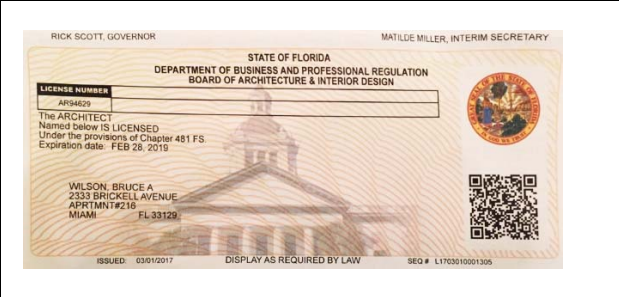 RICK SCOTT, GOVERNOR MATILDE MILLER, INTERIM SECRETARY
STATE OF FLORIDA
DEPARTMENT OF BUSINESS AND PROFESSIONAL REGULATION
BOARD OF ARCHITECTURE & INTERIOR DESIGN
LICENSE NUMBER
AR94629
The ARCHITECT
Named below IS LICENSED
Under the provisions of Chapter 481 FS.
Expiration date: FEB 28, 2019
WILSON, BRUCE A
2333 BRICKELL AVENUE
APRTMNT#216
MIAMI FL 33129
ISSUED: 03/01/2017 DISPLAY AS REQUIRED BY LAW SEQ # L1703010001305